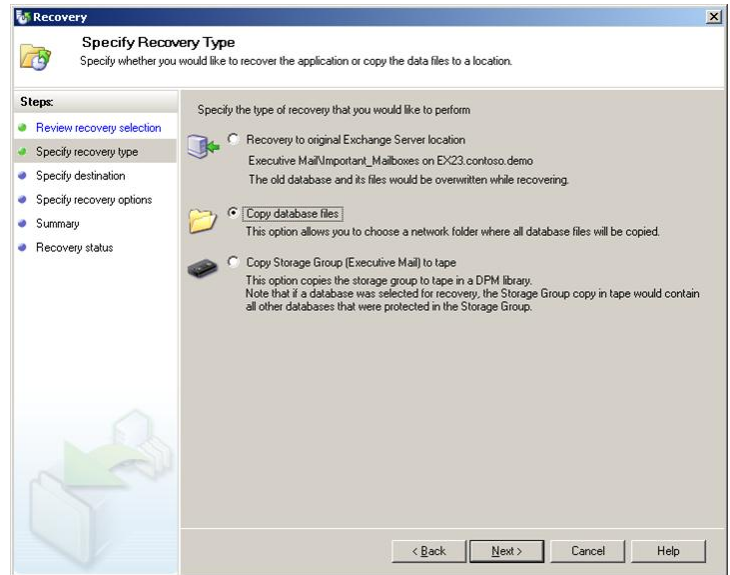 Recovery
Specify Recovery Type
Specify whether you would like to recover the application or copy the data files to a location.
Steps:
Review recovery selection
Specify recovery type
Specify destination
Specify recovery options
Summary
Recovery status
Specify the type of recovery that you would like to perform
Recovery to original Exchange Server location
Executive Mail\Important_Mailboxes on EX23.contoso.demo
The old database and its files would be overwritten while recovering.
Copy database files
This option allows you to choose a network folder where all database files will be copied.
Copy Storage Group (Executive Mail) to tape
This option copies the storage group to tape in a DPM library.
Note that if a database was selected for recovery, the Storage Group copy in tape would contain
all other databases that were protected in the Storage Group.
< Back
Next >
Cancel
Help